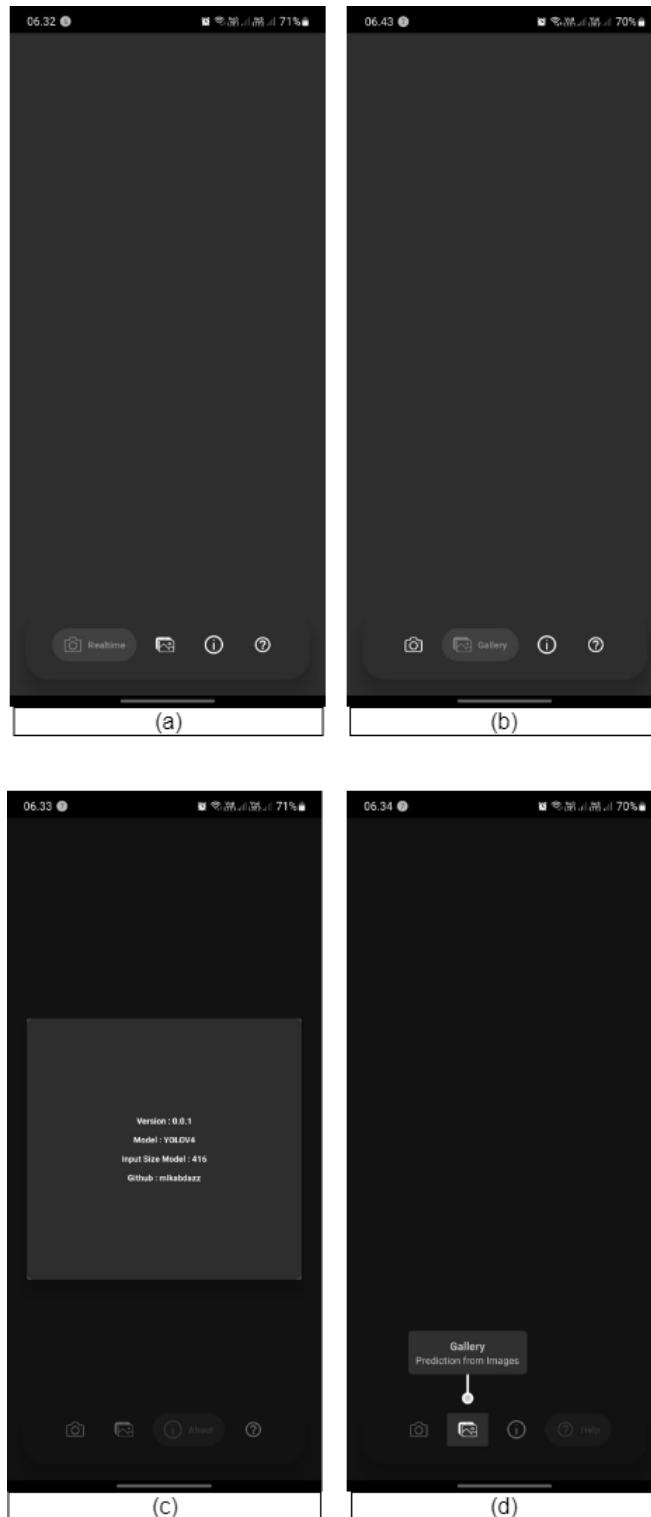 06.32
71%
06.43
70%
Realtime
Gallery
(a)
(b)
06.33
71%
06.34
70%
Version : 0.0.1
Model : YOLOV4
Input Size Model : 416
Github : mikabdazz
Gallery
Prediction from Images
About
Help
(c)
(d)